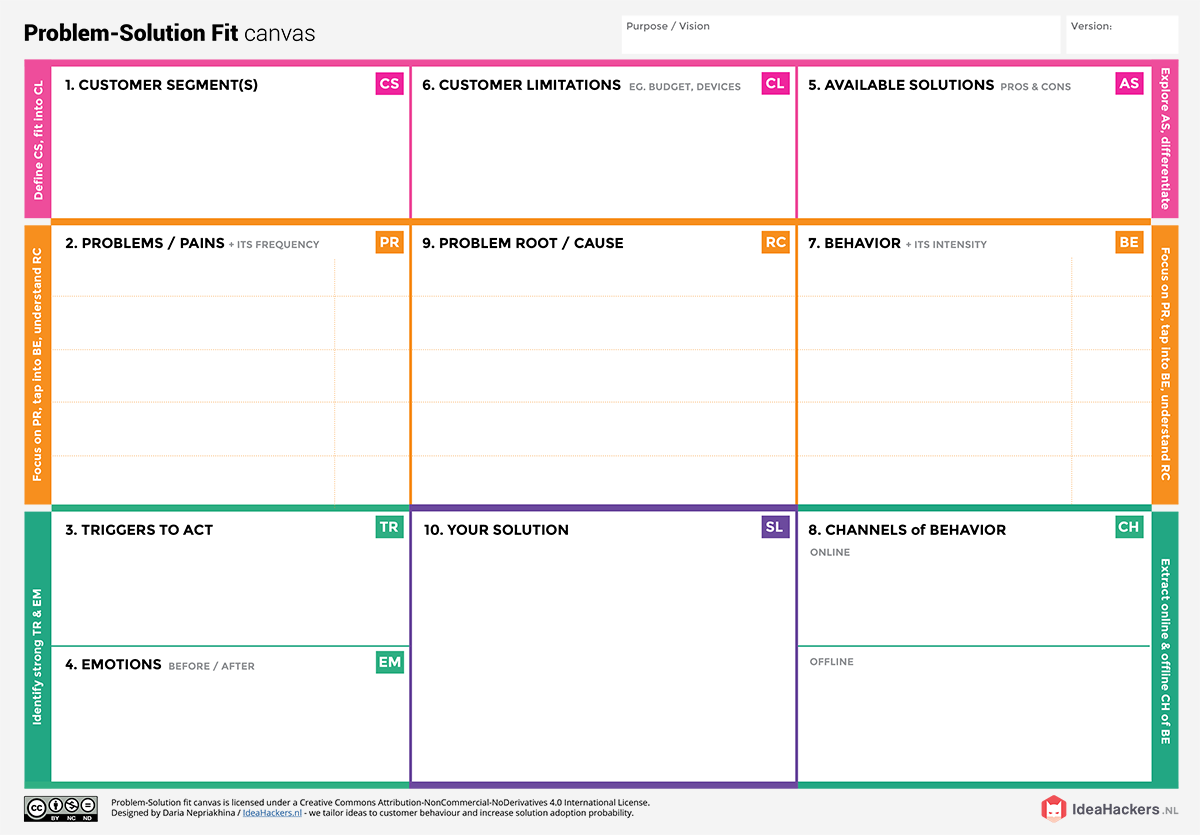 Problem-Solution Fit canvas
Purpose / Vision
Version:
Define CS, fit into CL
1. CUSTOMER SEGMENT(S)
CS
6. CUSTOMER LIMITATIONS EG. BUDGET, DEVICES
CL
5. AVAILABLE SOLUTIONS PROS & CONS
AS
Explore AS, differentiate
Focus on PR, tap into BE, understand RC
2. PROBLEMS / PAINS + ITS FREQUENCY
PR
9. PROBLEM ROOT / CAUSE
RC
7. BEHAVIOR + ITS INTENSITY
BE
Focus on PR, tap into BE, understand RC
Identify strong TR & EM
3. TRIGGERS TO ACT
TR
10. YOUR SOLUTION
SL
8. CHANNELS of BEHAVIOR
CH
ONLINE
Extract online & offline CH of BE
4. EMOTIONS BEFORE / AFTER
EM
OFFLINE
cc
BY NC ND
Problem-Solution fit canvas is licensed under a Creative Commons Attribution-NonCommercial-NoDerivatives 4.0 International License.
Designed by Daria Nepriakhina / IdeaHackers.nl - we tailor ideas to customer behaviour and increase solution adoption probability.
IdeaHackers.NL